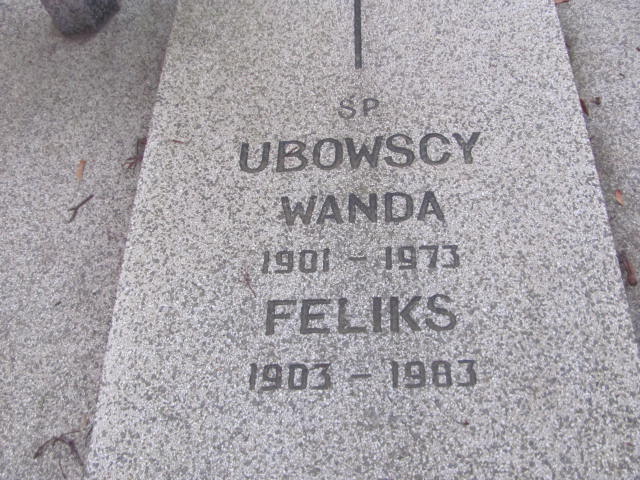 SP
UBOWSCY
WANDA
1901 - 1973
FELIKS
1903 - 1983